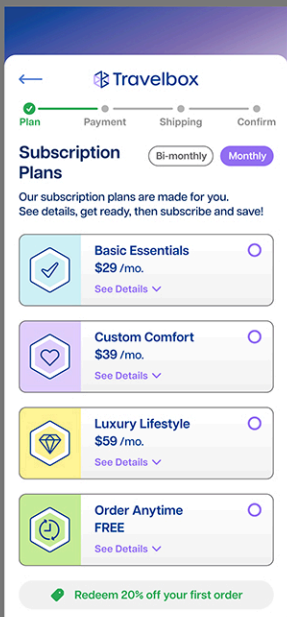 Travelbox
Plan Payment Shipping Confirm
Subscription
Plans
Bi-monthly Monthly
Our subscription plans are made for you.
See details, get ready, then subscribe and save!
Basic Essentials
$29 /mo.
See Details
Custom Comfort
$39 /mo.
See Details
Luxury Lifestyle
$59 /mo.
See Details
Order Anytime
FREE
See Details
Redeem 20% off your first order